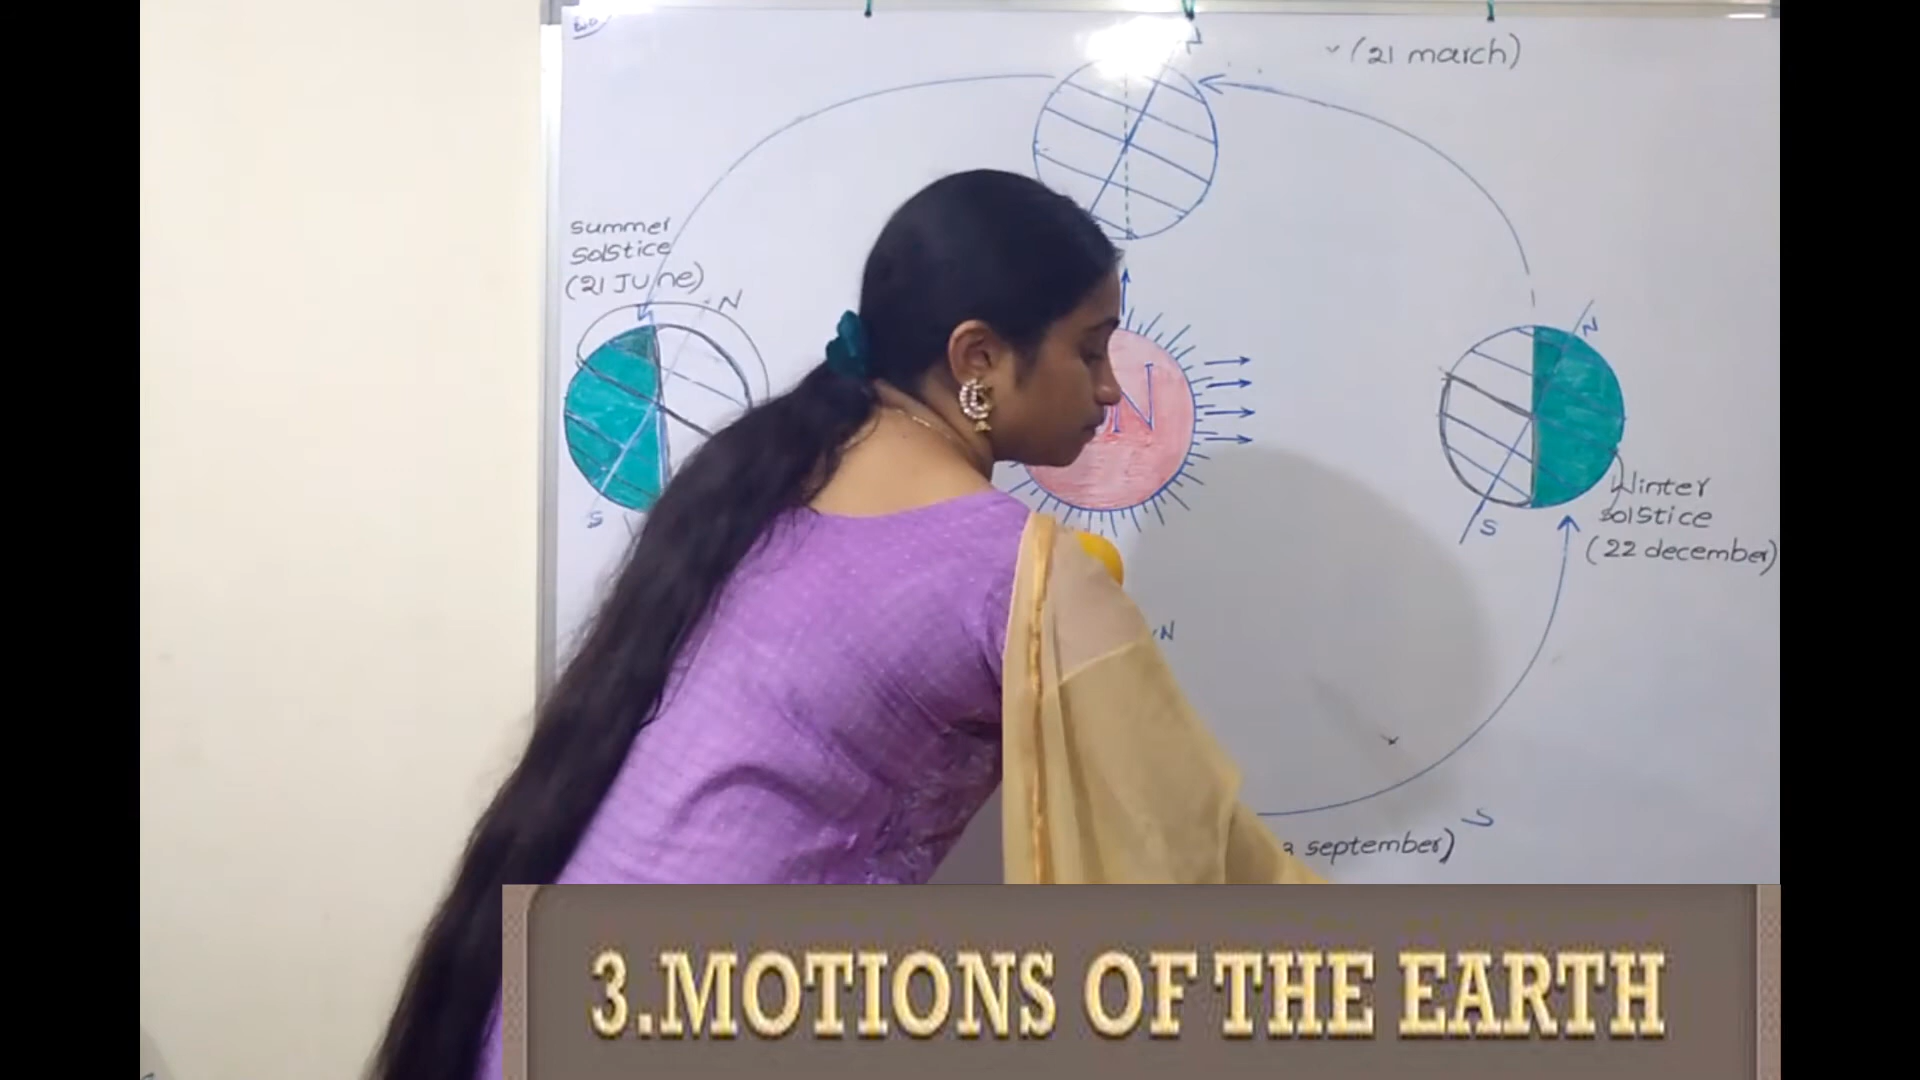 (21 march)
summer
solstice
(21 June)
N
N
N
S
S
Winter
solstice
(22 december)
N
S
september)
3.MOTIONS OF THE EARTH